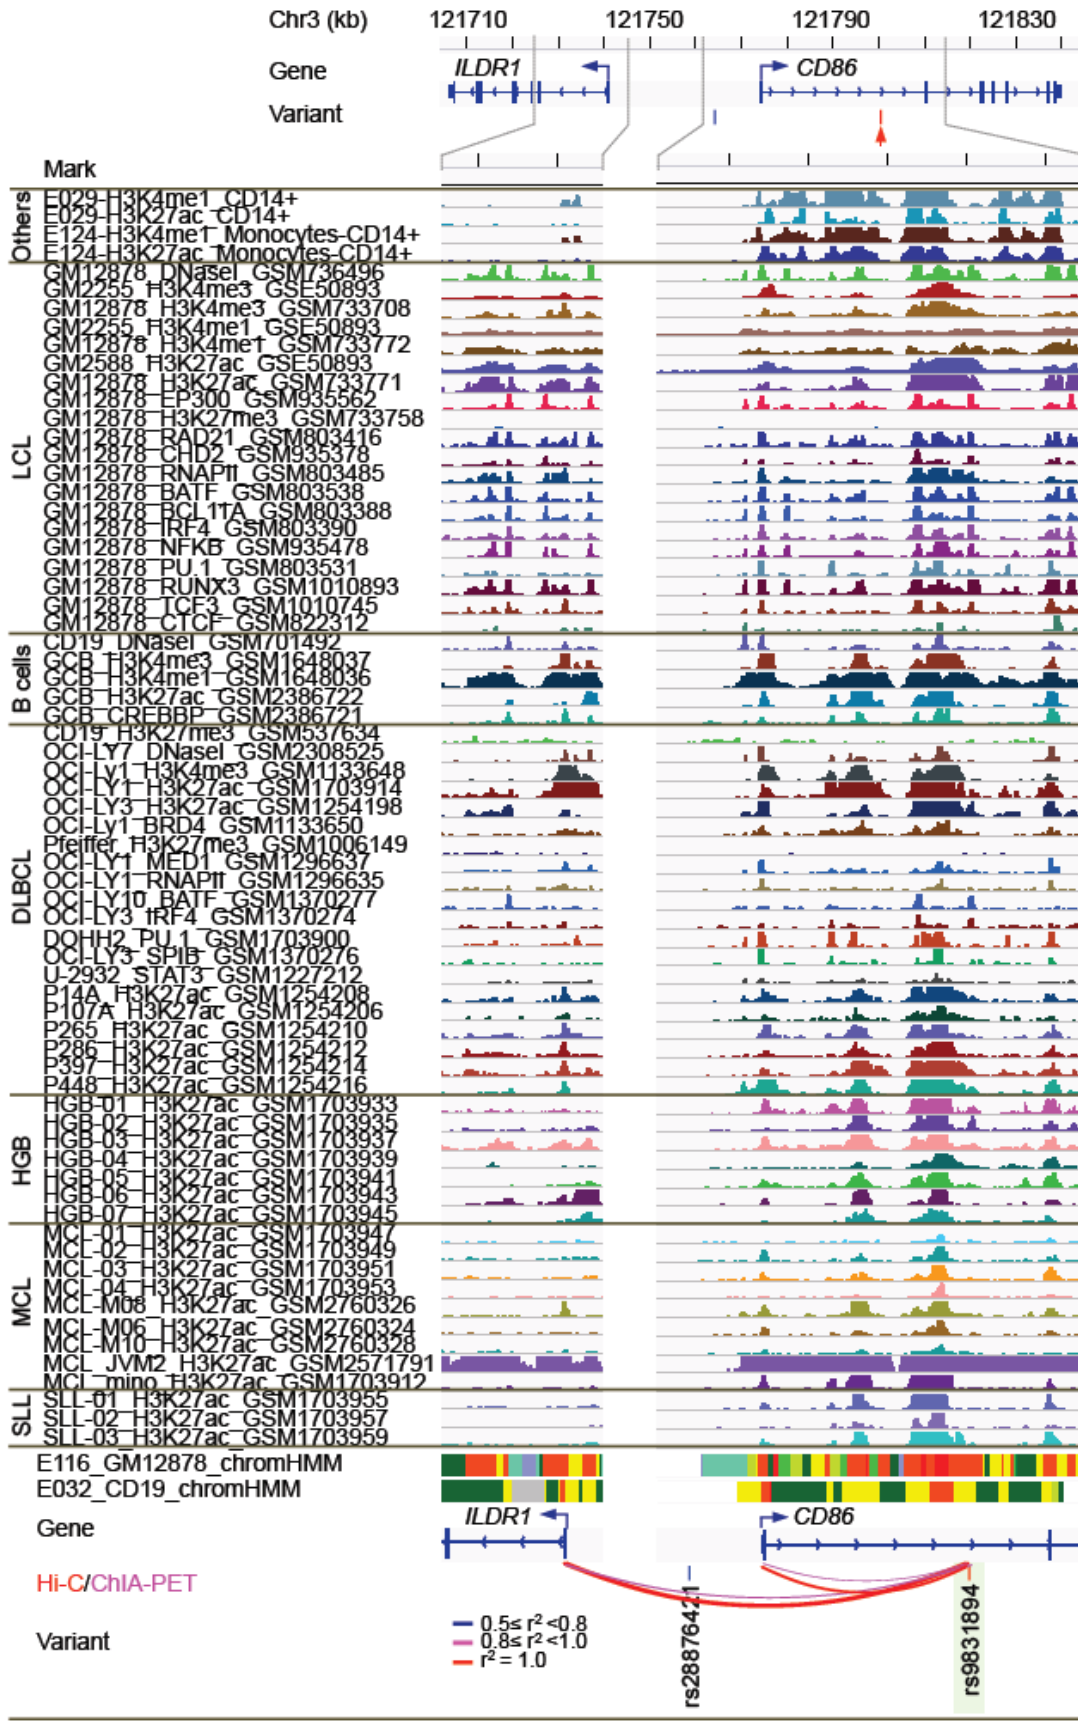 Chr3 (kb) 121710 121750 121790 121830
Gene ILDR1 CD86
Variant
Mark
Others
E029-H3K4me1_CD14+
E029-H3K27ac_CD14+
E124-H3K4me1_Monocytes-CD14+
E124-H3K27ac_Monocytes-CD14+
LCL
GM12878_DNaseI_GSM736496
GM2255_H3K4me3_GSE50893
GM12878_H3K4me3_GSM733708
GM2255_H3K4me1_GSE50893
GM12878_H3K4me1_GSM733772
GM2588_H3K27ac_GSE50893
GM12878_H3K27ac_GSM733771
GM12878_EP300_GSM935562
GM12878_H3K27me3_GSM733758
GM12878_RAD21_GSM803416
GM12878_CHD2_GSM935378
GM12878_RNAPII_GSM803485
GM12878_BATF_GSM803538
GM12878_BCL11A_GSM803388
GM12878_IRF4_GSM803390
GM12878_NFKB_GSM935478
GM12878_PU.1_GSM803531
GM12878_RUNX3_GSM1010893
GM12878_TCF3_GSM1010745
GM12878_CTCF_GSM822312
B cells
CD19_DNaseI_GSM701492
GCB_H3K4me3_GSM1648037
GCB_H3K4me1_GSM1648036
GCB_H3K27ac_GSM2386722
GCB_CREBBP_GSM2386721
DLBCL
CD19_H3K27me3_GSM537634
OCI-LY7_DNaseI_GSM2308525
OCI-Ly1_H3K4me3_GSM1133648
OCI-LY1_H3K27ac_GSM1703914
OCI-LY3_H3K27ac_GSM1254198
OCI-Ly1_BRD4_GSM1133650
Pfeiffer_H3K27me3_GSM1006149
OCI-LY1_MED1_GSM1296637
OCI-LY1_RNAPII_GSM1296635
OCI-LY10_BATF_GSM1370277
OCI-LY3_IRF4_GSM1370274
DOHH2_PU.1_GSM1703900
OCI-LY3_SPIB_GSM1370276
U-2932_STAT3_GSM1227212
P14A_H3K27ac_GSM1254208
P107A_H3K27ac_GSM1254206
P265_H3K27ac_GSM1254210
P286_H3K27ac_GSM1254212
P397_H3K27ac_GSM1254214
P448_H3K27ac_GSM1254216
HGB
HGB-01_H3K27ac_GSM1703933
HGB-02_H3K27ac_GSM1703935
HGB-03_H3K27ac_GSM1703937
HGB-04_H3K27ac_GSM1703939
HGB-05_H3K27ac_GSM1703941
HGB-06_H3K27ac_GSM1703943
HGB-07_H3K27ac_GSM1703945
MCL
MCL-01_H3K27ac_GSM1703947
MCL-02_H3K27ac_GSM1703949
MCL-03_H3K27ac_GSM1703951
MCL-04_H3K27ac_GSM1703953
MCL-M08_H3K27ac_GSM2760326
MCL-M06_H3K27ac_GSM2760324
MCL-M10_H3K27ac_GSM2760328
MCL_JVM2_H3K27ac_GSM2571791
MCL_mino_H3K27ac_GSM1703912
SLL
SLL-01_H3K27ac_GSM1703955
SLL-02_H3K27ac_GSM1703957
SLL-03_H3K27ac_GSM1703959
E116_GM12878_chromHMM
E032_CD19_chromHMM
Gene ILDR1 CD86
Hi-C/ChIA-PET
Variant
0.5≤ r² <0.8
0.8≤ r² <1.0
r² = 1.0
rs28876421
rs9831894